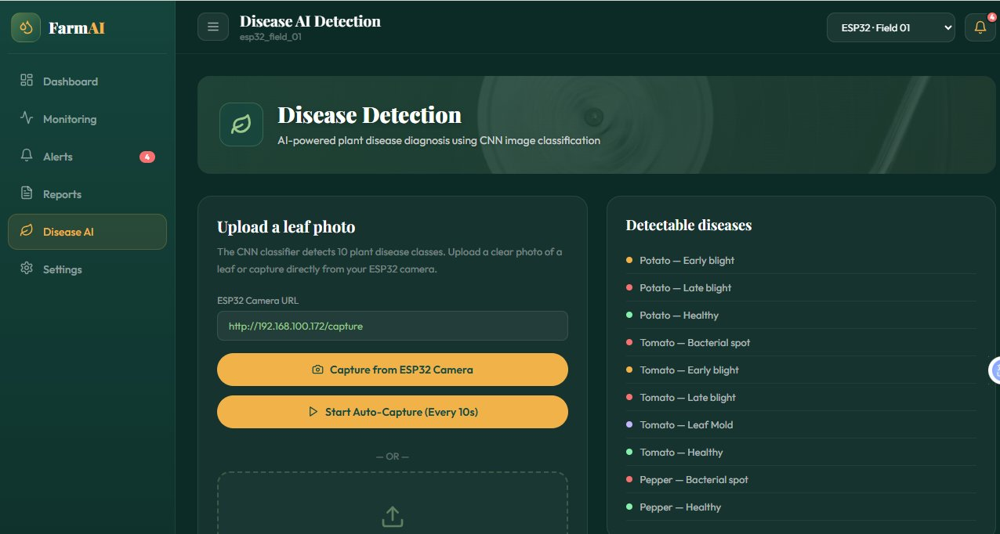 FarmAI
Dashboard
Monitoring
Alerts
4
Reports
Disease AI
Settings
Disease AI Detection
esp32_field_01
ESP32 · Field 01
4
Disease Detection
AI-powered plant disease diagnosis using CNN image classification
Upload a leaf photo
The CNN classifier detects 10 plant disease classes. Upload a clear photo of a
leaf or capture directly from your ESP32 camera.
ESP32 Camera URL
http://192.168.100.172/capture
Capture from ESP32 Camera
Start Auto-Capture (Every 10s)
— OR —
Detectable diseases
Potato — Early blight
Potato — Late blight
Potato — Healthy
Tomato — Bacterial spot
Tomato — Early blight
Tomato — Late blight
Tomato — Leaf Mold
Tomato — Healthy
Pepper — Bacterial spot
Pepper — Healthy